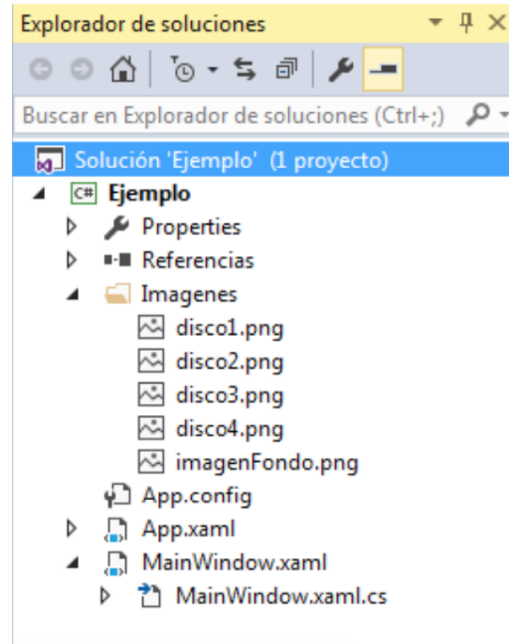 Explorador de soluciones
Buscar en Explorador de soluciones (Ctrl+;)
Solución 'Ejemplo' (1 proyecto)
C# Ejemplo
Properties
Referencias
Imagenes
disco1.png
disco2.png
disco3.png
disco4.png
imagenFondo.png
App.config
App.xaml
MainWindow.xaml
MainWindow.xaml.cs